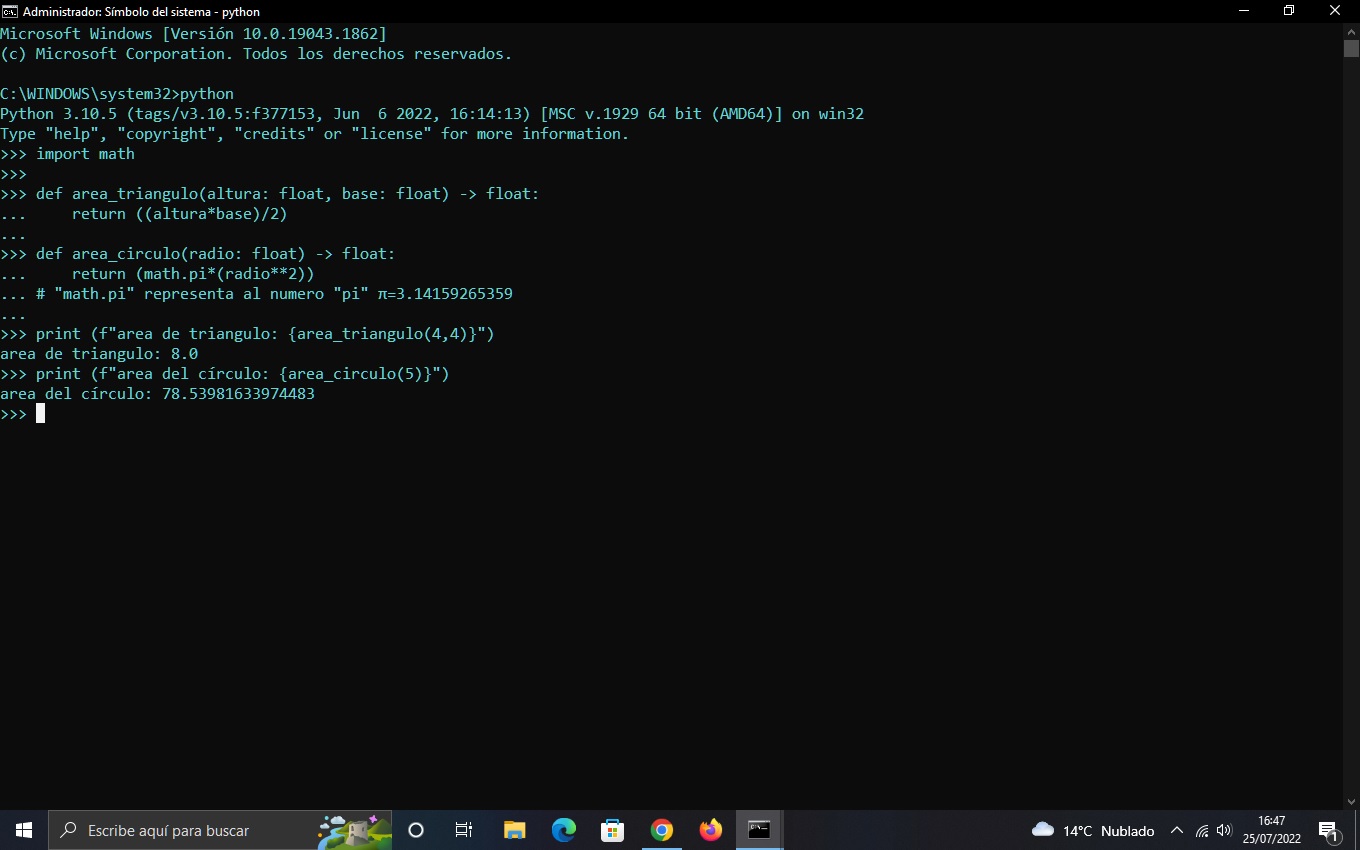 Administrador: Símbolo del sistema - python
Microsoft Windows [Versión 10.0.19043.1862]
(c) Microsoft Corporation. Todos los derechos reservados.
C:\WINDOWS\system32>python
Python 3.10.5 (tags/v3.10.5:f377153, Jun  6 2022, 16:14:13) [MSC v.1929 64 bit (AMD64)] on win32
Type "help", "copyright", "credits" or "license" for more information.
>>> import math
>>>
>>> def area_triangulo(altura: float, base: float) -> float:
...     return ((altura*base)/2)
...
>>> def area_circulo(radio: float) -> float:
...     return (math.pi*(radio**2))
... # "math.pi" representa al numero "pi" π=3.14159265359
...
>>> print (f"area de triangulo: {area_triangulo(4,4)}")
area de triangulo: 8.0
>>> print (f"area del círculo: {area_circulo(5)}")
area del círculo: 78.53981633974483
>>>
Escribe aquí para buscar
14°C Nublado
16:47
25/07/2022
1